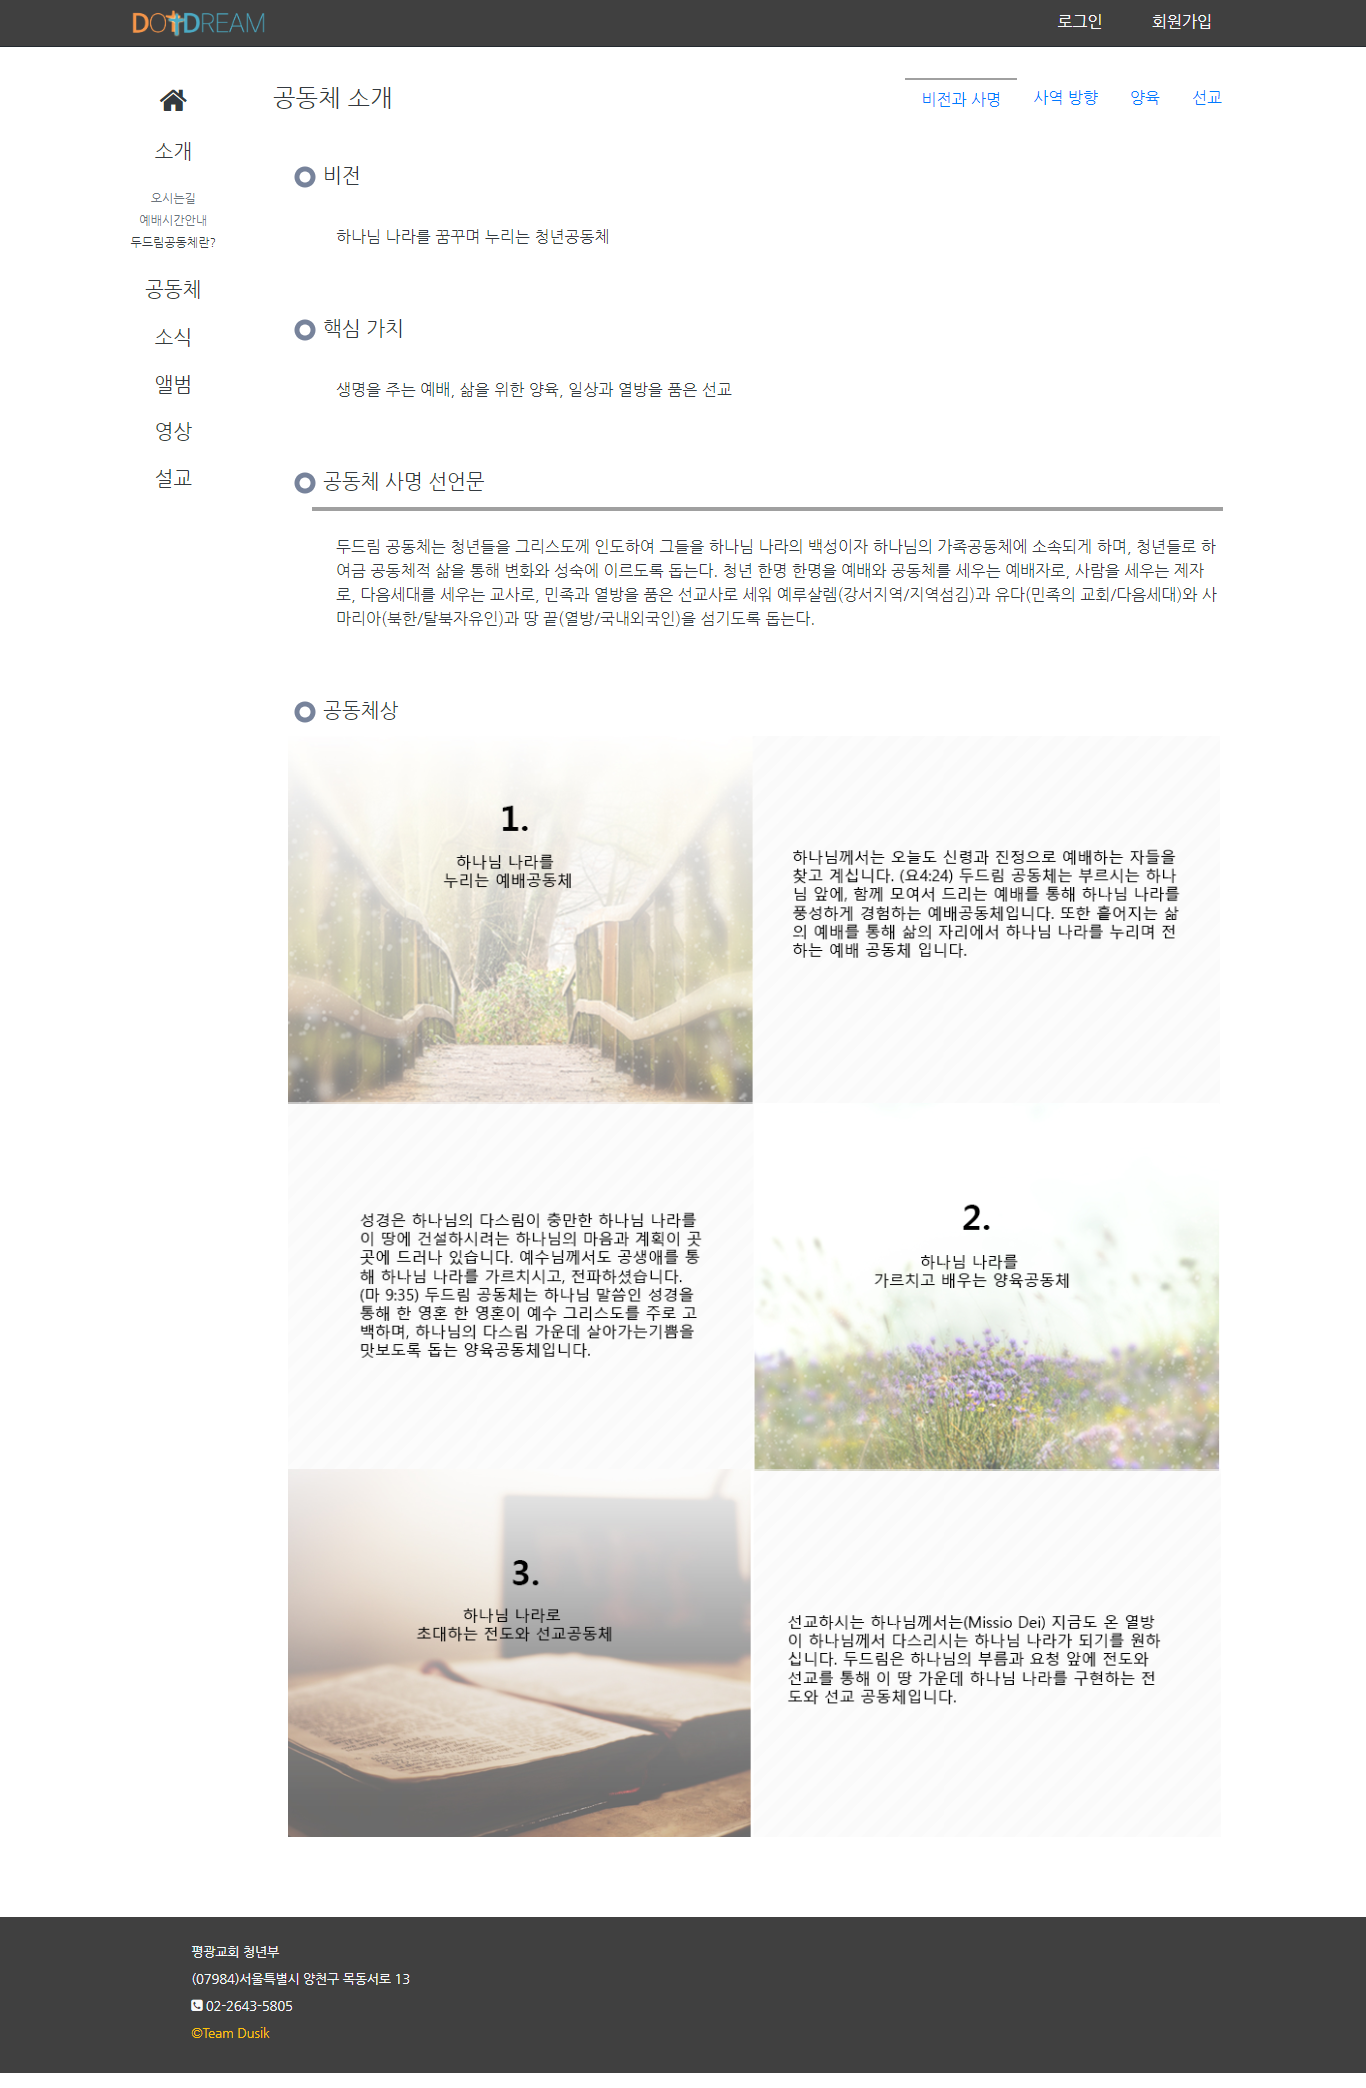 DO DREAM
로그인
회원가입
공동체 소개
비전과 사명
사역 방향
양육
선교
소개
오시는길
예배시간안내
두드림공동체란?
공동체
소식
앨범
영상
설교
비전
하나님 나라를 꿈꾸며 누리는 청년공동체
핵심 가치
생명을 주는 예배, 삶을 위한 양육, 일상과 열방을 품은 선교
공동체 사명 선언문
두드림 공동체는 청년들을 그리스도께 인도하여 그들을 하나님 나라의 백성이자 하나님의 가족공동체에 소속되게 하며, 청년들로 하
여금 공동체적 삶을 통해 변화와 성숙에 이르도록 돕는다. 청년 한명 한명을 예배와 공동체를 세우는 예배자로, 사람을 세우는 제자
로, 다음세대를 세우는 교사로, 민족과 열방을 품은 선교사로 세워 예루살렘(강서지역/지역섬김)과 유다(민족의 교회/다음세대)와 사
마리아(북한/탈북자유인)과 땅 끝(열방/국내외국인)을 섬기도록 돕는다.
공동체상
1.
하나님 나라를
누리는 예배공동체
하나님께서는 오늘도 신령과 진정으로 예배하는 자들을
찾고 계십니다. (요4:24) 두드림 공동체는 부르시는 하나
님 앞에, 함께 모여서 드리는 예배를 통해 하나님 나라를
풍성하게 경험하는 예배공동체입니다. 또한 흩어지는 삶
의 예배를 통해 삶의 자리에서 하나님 나라를 누리며 전
하는 예배 공동체 입니다.
성경은 하나님의 다스림이 충만한 하나님 나라를
이 땅에 건설하시려는 하나님의 마음과 계획이 곳
곳에 드러나 있습니다. 예수님께서도 공생애를 통
해 하나님 나라를 가르치시고, 전파하셨습니다.
(마 9:35) 두드림 공동체는 하나님 말씀인 성경을
통해 한 영혼 한 영혼이 예수 그리스도를 주로 고
백하며, 하나님의 다스림 가운데 살아가는기쁨을
맛보도록 돕는 양육공동체입니다.
2.
하나님 나라를
가르치고 배우는 양육공동체
3.
하나님 나라로
초대하는 전도와 선교공동체
선교하시는 하나님께서는(Missio Dei) 지금도 온 열방
이 하나님께서 다스리시는 하나님 나라가 되기를 원하
십니다. 두드림은 하나님의 부름과 요청 앞에 전도와
선교를 통해 이 땅 가운데 하나님 나라를 구현하는 전
도와 선교 공동체입니다.
평광교회 청년부
(07984)서울특별시 양천구 목동서로 13
02-2643-5805
©Team Dusik